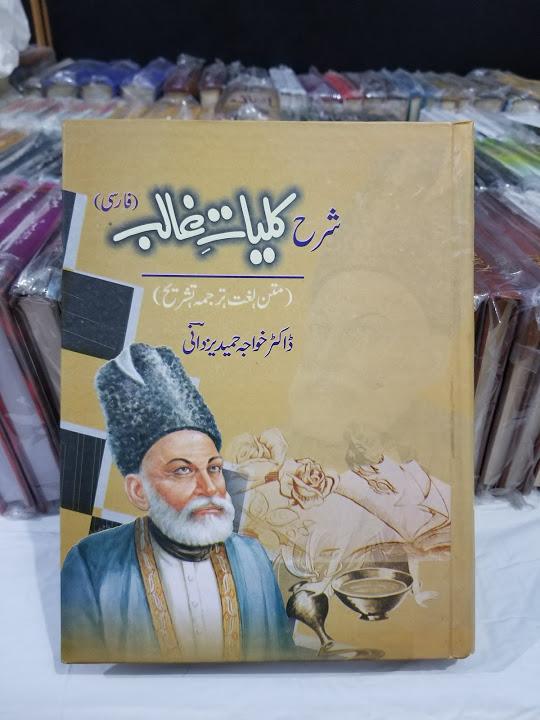 شرح کلیاتِ غالب (فارسی)
(متن، لغت، ترجمہ، تشریح)
ڈاکٹر خواجہ حمید یزدانی